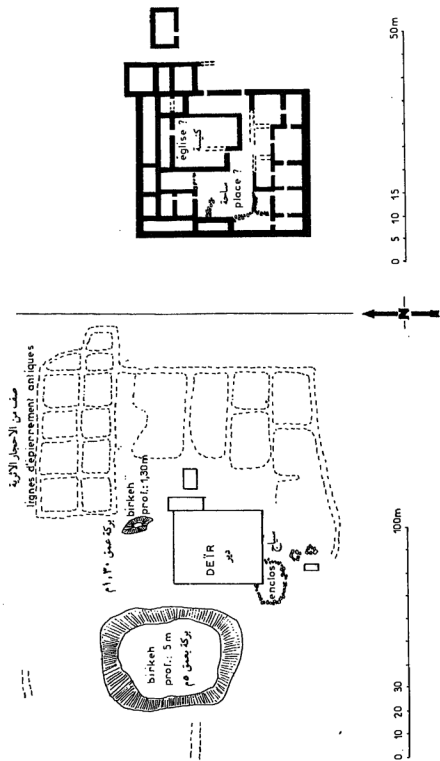 50m
15
10
5
0
église ?
كنيسة
ساحة
place ?
N
صف من الاحجار الاثرية
lignes d'épierrement antiques
بركة عمق ١,٣٠م
birkeh
prof.: 1,30m
DEÏR
دير
سياج
enclos
birkeh
prof.: 5 m
بركة بعمق ٥م
100m
30
20
10
0